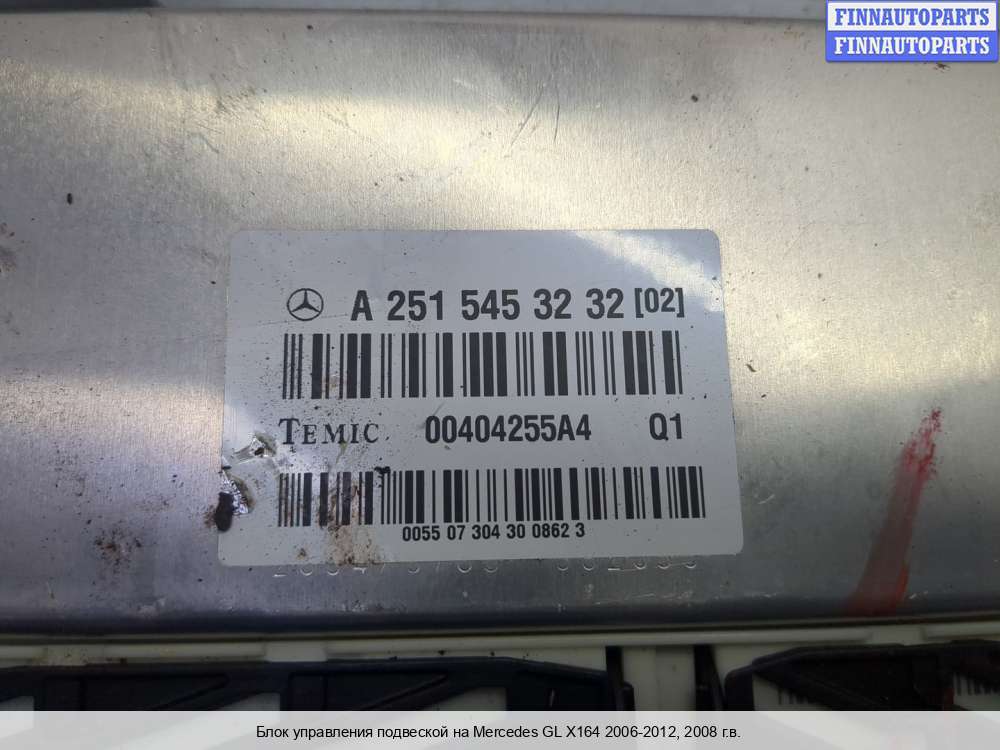 FINNAUTOPARTS
FINNAUTOPARTS
A 251 545 32 32 [02]
TEMIC 00404255A4 Q1
0055 07 304 30 0862 3
Блок управления подвеской на Mercedes GL X164 2006-2012, 2008 г.в.